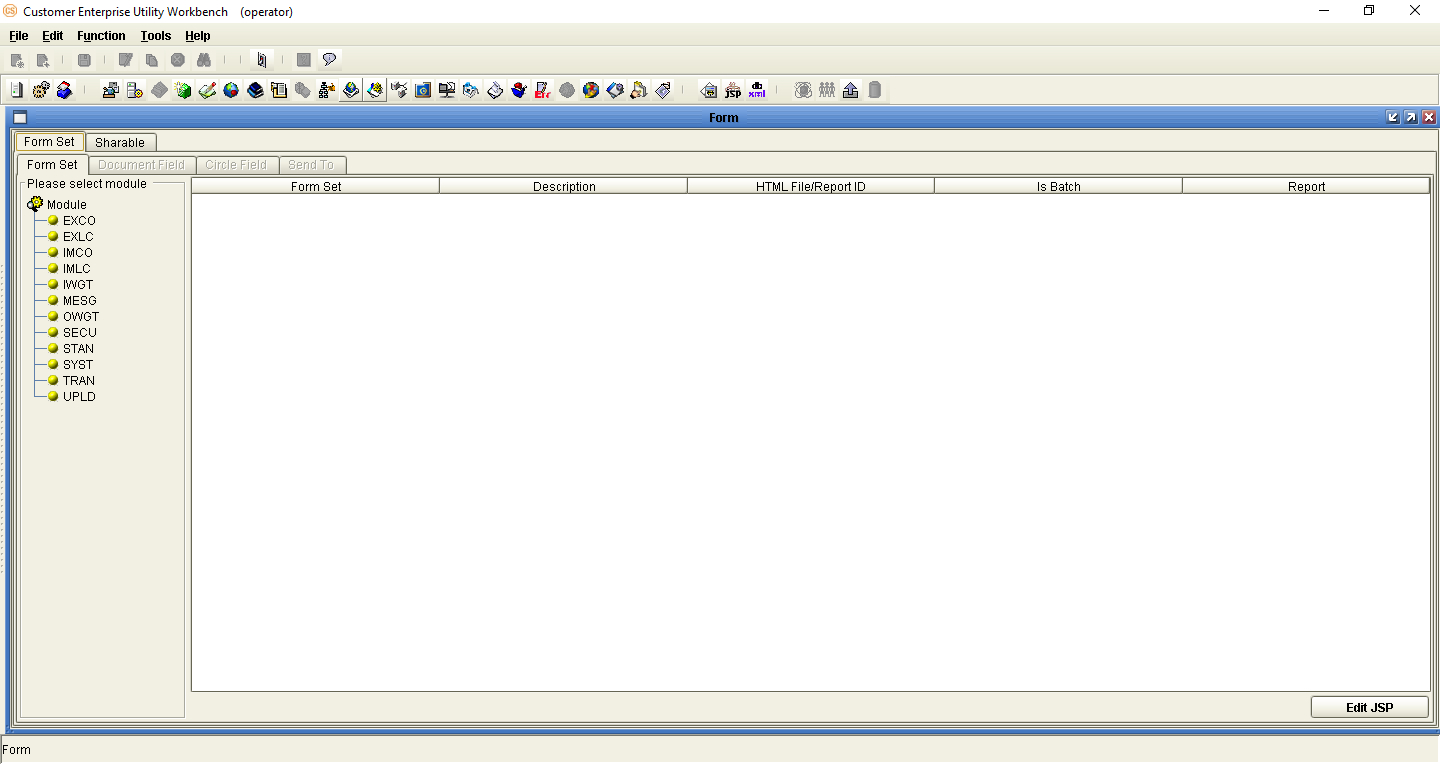 CS Customer Enterprise Utility Workbench (operator)
File Edit Function Tools Help
JSP xml
Form
Form Set Sharable
Form Set Document Field Circle Field Send To
Please select module
Form Set Description HTML File/Report ID Is Batch Report
Module
EXCO
EXLC
IMCO
IMLC
IWGT
MESG
OWGT
SECU
STAN
SYST
TRAN
UPLD
Edit JSP
Form